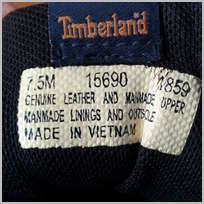 Timberland
7.5M 15690 1859
GENUINE LEATHER AND MANMADE UPPER
MANMADE LININGS AND OUTSOLE
MADE IN VIETNAM